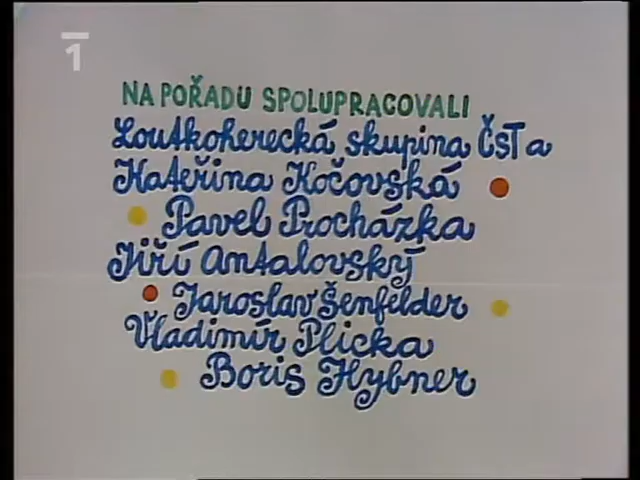 1
NA POŘADU SPOLUPRACOVALI
Loutkoherecká skupina ČST a
Kateřina Kočovská
Pavel Procházka
Jiří Antalovský
Jaroslav Šenfelder
Vladimír Plicka
Boris Hybner